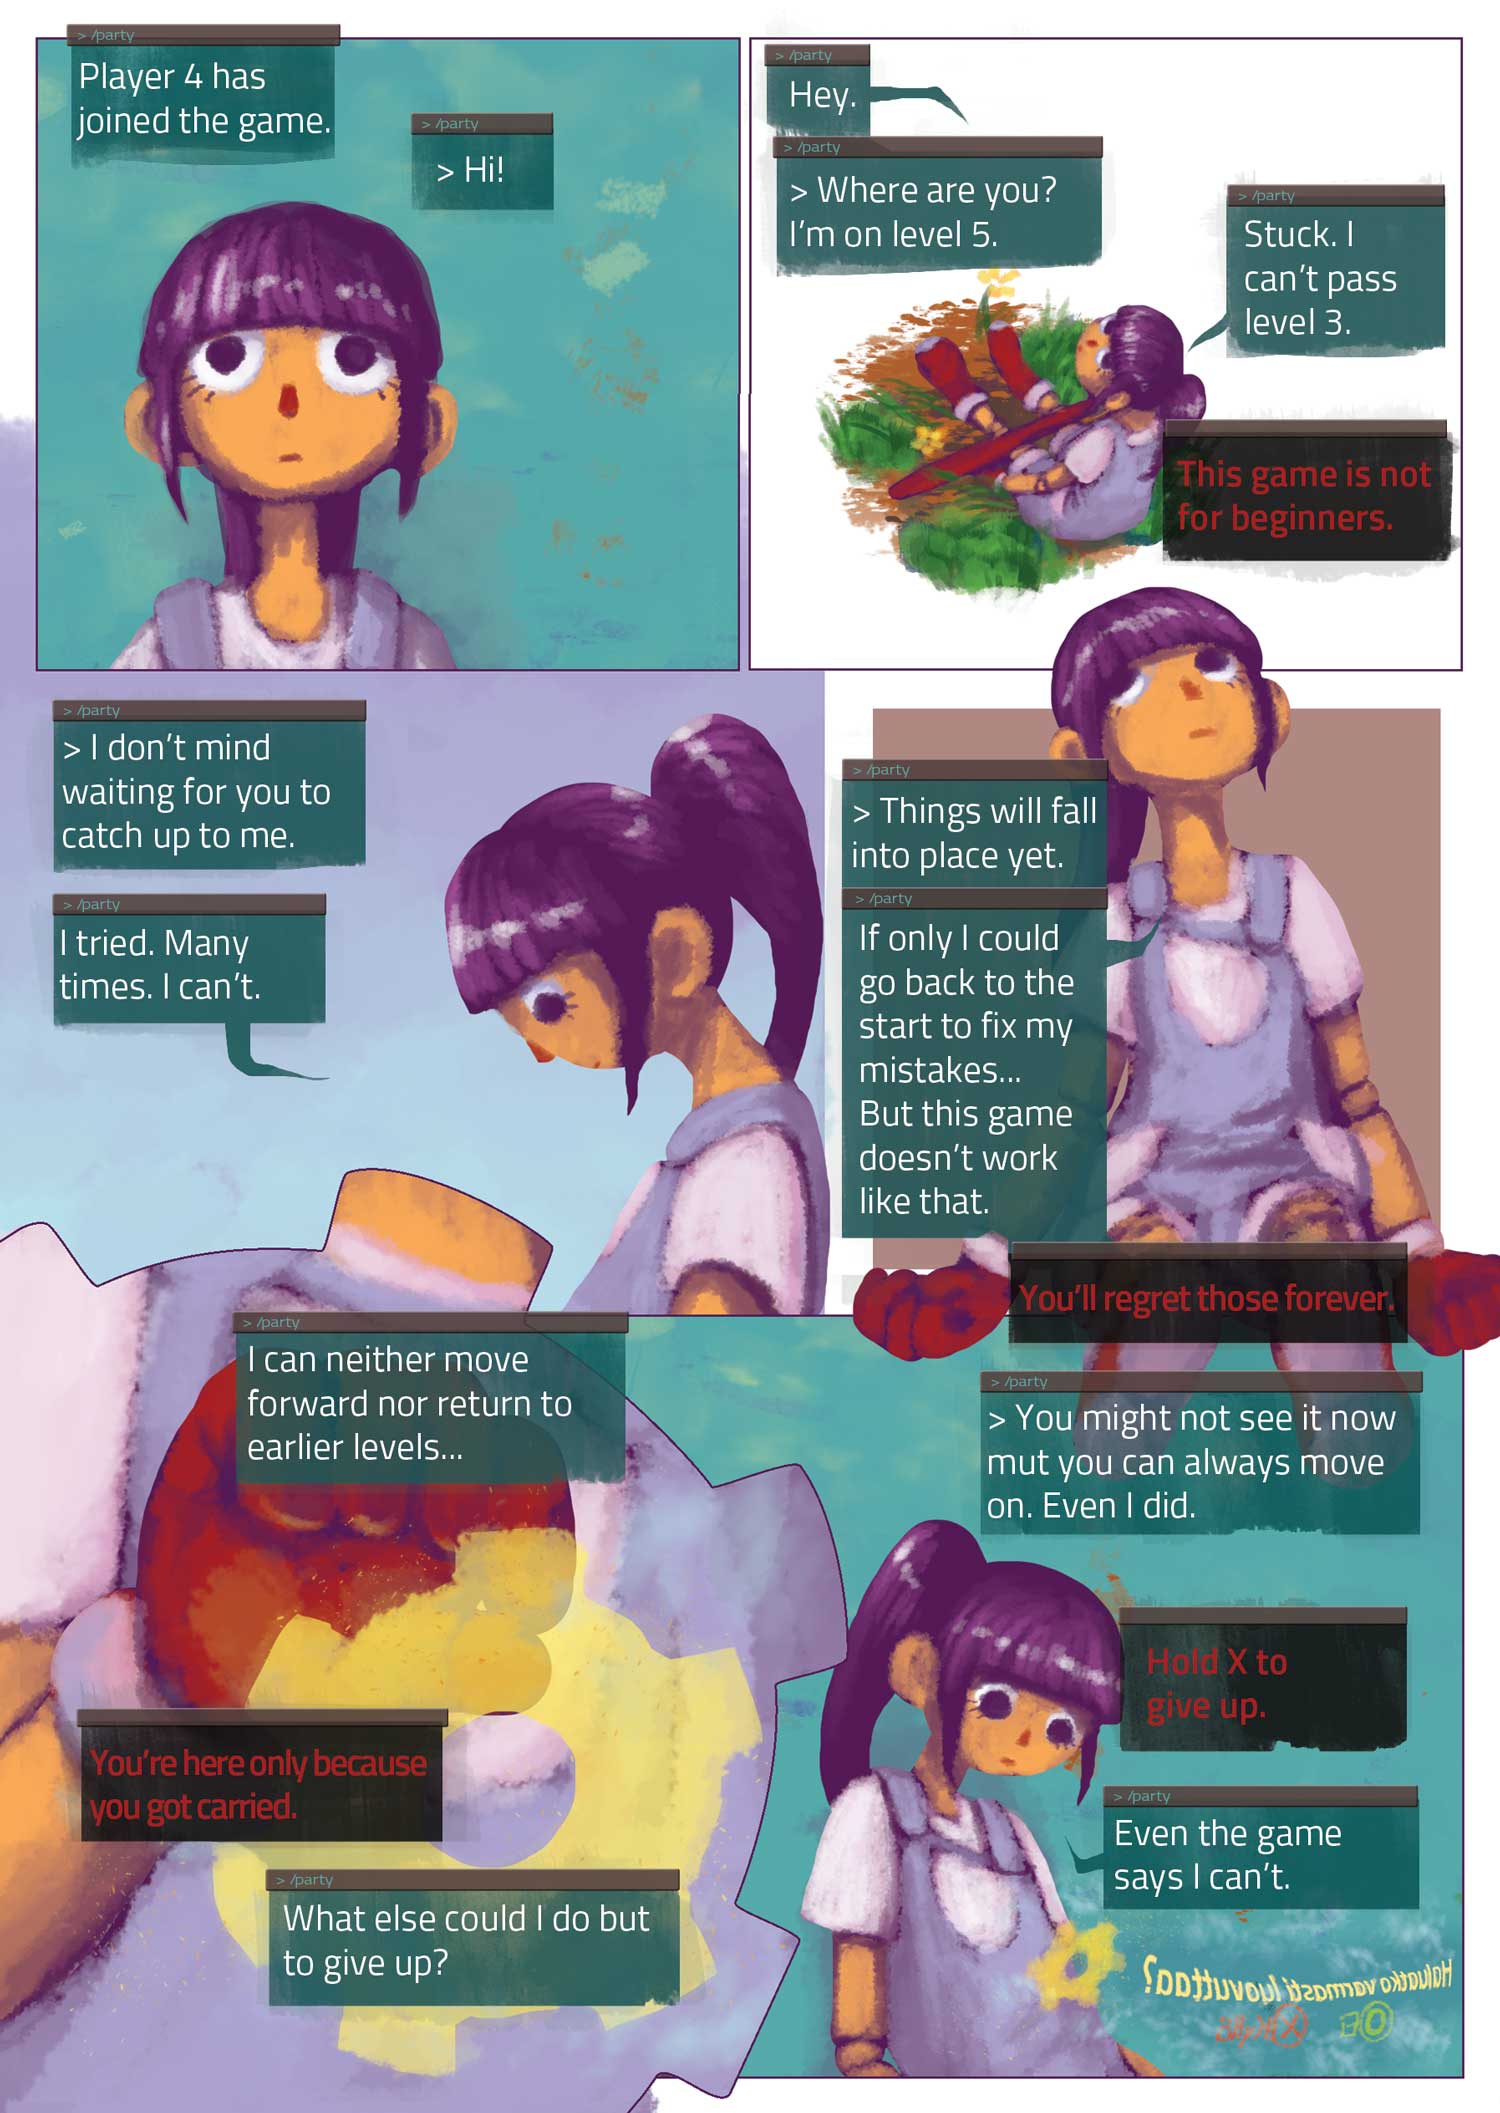 > /party
Player 4 has
joined the game.
> /party
> Hi!
> /party
Hey.
> /party
> Where are you?
I'm on level 5.
> /party
Stuck. I
can't pass
level 3.
This game is not
for beginners.
> /party
> I don't mind
waiting for you to
catch up to me.
> /party
I tried. Many
times. I can't.
> /party
> Things will fall
into place yet.
> /party
If only I could
go back to the
start to fix my
mistakes...
But this game
doesn't work
like that.
You'll regret those forever.
> /party
I can neither move
forward nor return to
earlier levels...
You're here only because
you got carried.
> /party
What else could I do but
to give up?
> /party
> You might not see it now
mut you can always move
on. Even I did.
Hold X to
give up.
> /party
Even the game
says I can't.
Haluatko varmasti luovuttaa?